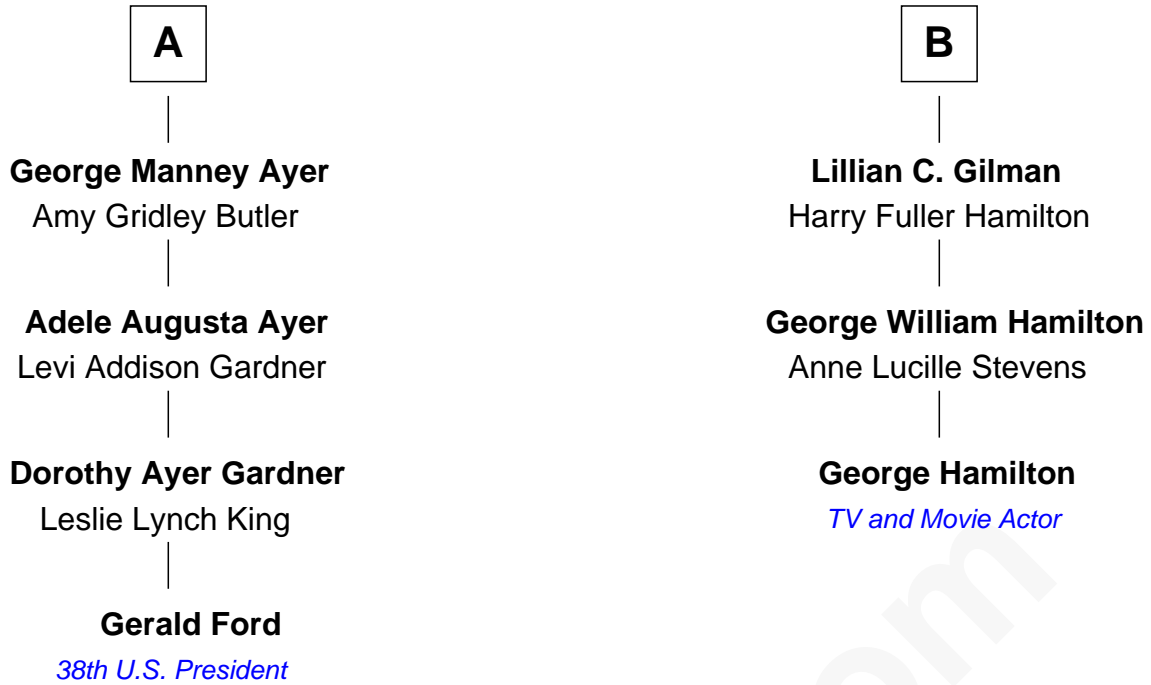 A
George Manney Ayer
Amy Gridley Butler
Adele Augusta Ayer
Levi Addison Gardner
Dorothy Ayer Gardner
Leslie Lynch King
Gerald Ford
38th U.S. President
B
Lillian C. Gilman
Harry Fuller Hamilton
George William Hamilton
Anne Lucille Stevens
George Hamilton
TV and Movie Actor
om